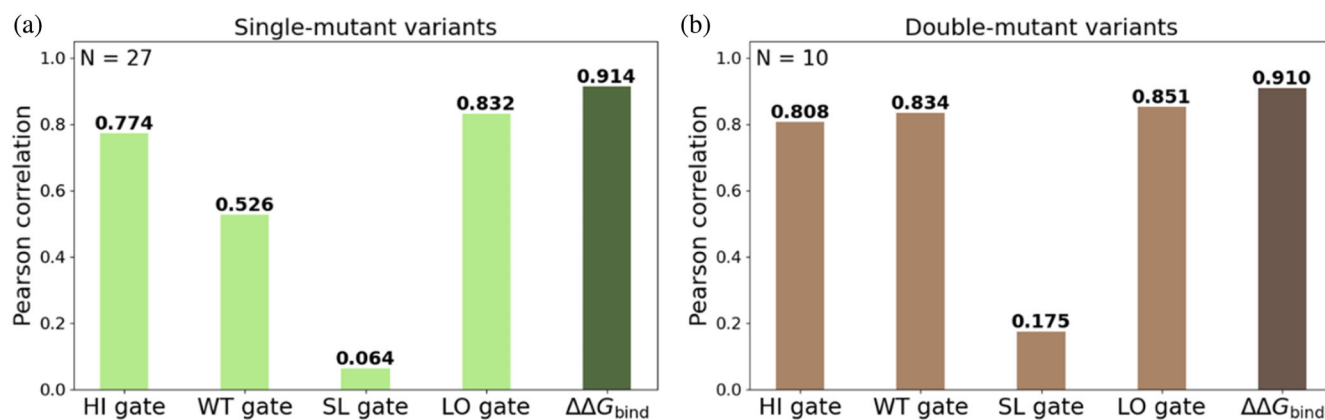 (a)
Single-mutant variants
N = 27
Pearson correlation
1.0
0.8
0.6
0.4
0.2
0.0
0.774
0.526
0.064
0.832
0.914
HI gate
WT gate
SL gate
LO gate
ΔΔG_bind
(b)
Double-mutant variants
N = 10
Pearson correlation
1.0
0.8
0.6
0.4
0.2
0.0
0.808
0.834
0.175
0.851
0.910
HI gate
WT gate
SL gate
LO gate
ΔΔG_bind